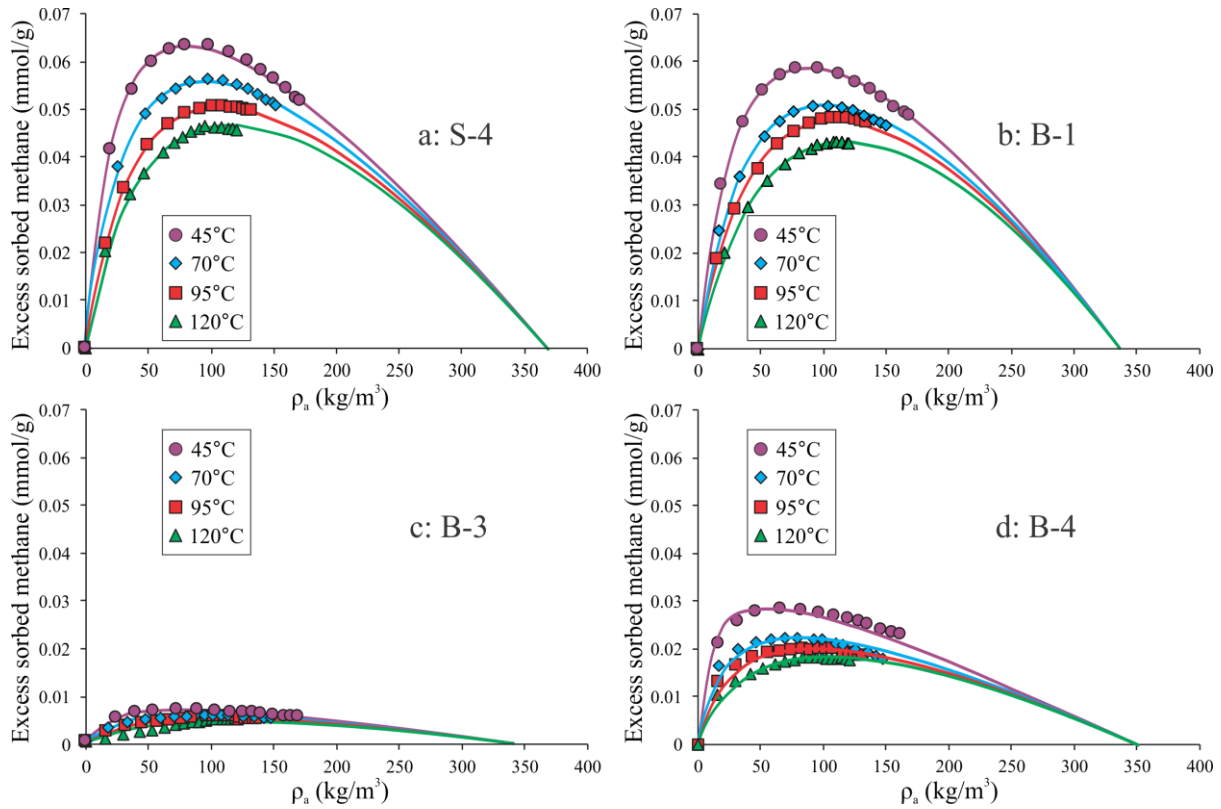 Excess sorbed methane (mmol/g)
0.07
0.06
0.05
0.04
0.03
0.02
0.01
0
a: S-4
45°C
70°C
95°C
120°C
0 50 100 150 200 250 300 350 400
ρa (kg/m³)
Excess sorbed methane (mmol/g)
0.07
0.06
0.05
0.04
0.03
0.02
0.01
0
b: B-1
45°C
70°C
95°C
120°C
0 50 100 150 200 250 300 350 400
ρa (kg/m³)
Excess sorbed methane (mmol/g)
0.07
0.06
0.05
0.04
0.03
0.02
0.01
0
45°C
70°C
95°C
120°C
c: B-3
0 50 100 150 200 250 300 350 400
ρa (kg/m³)
Excess sorbed methane (mmol/g)
0.07
0.06
0.05
0.04
0.03
0.02
0.01
0
45°C
70°C
95°C
120°C
d: B-4
0 50 100 150 200 250 300 350 400
ρa (kg/m³)